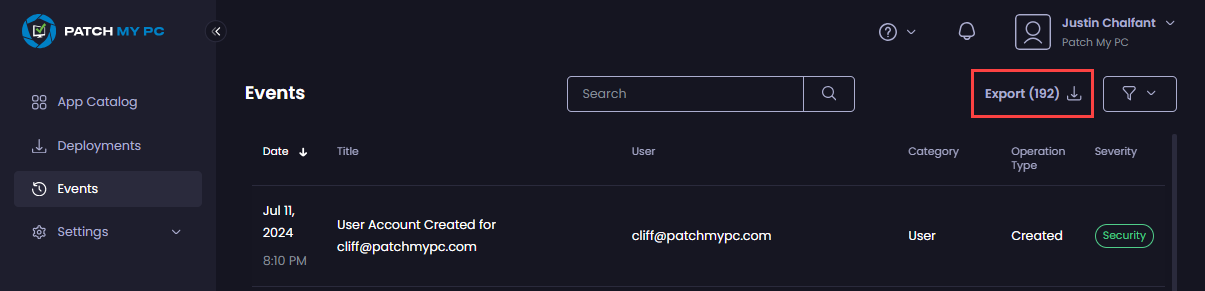 PATCH MY PC
Justin Chalfant
Patch My PC
App Catalog
Deployments
Events
Settings
Events
Search
Export (192)
Date
Title
User
Category
Operation
Type
Severity
Jul 11,
2024
8:10 PM
User Account Created for
cliff@patchmypc.com
cliff@patchmypc.com
User
Created
Security